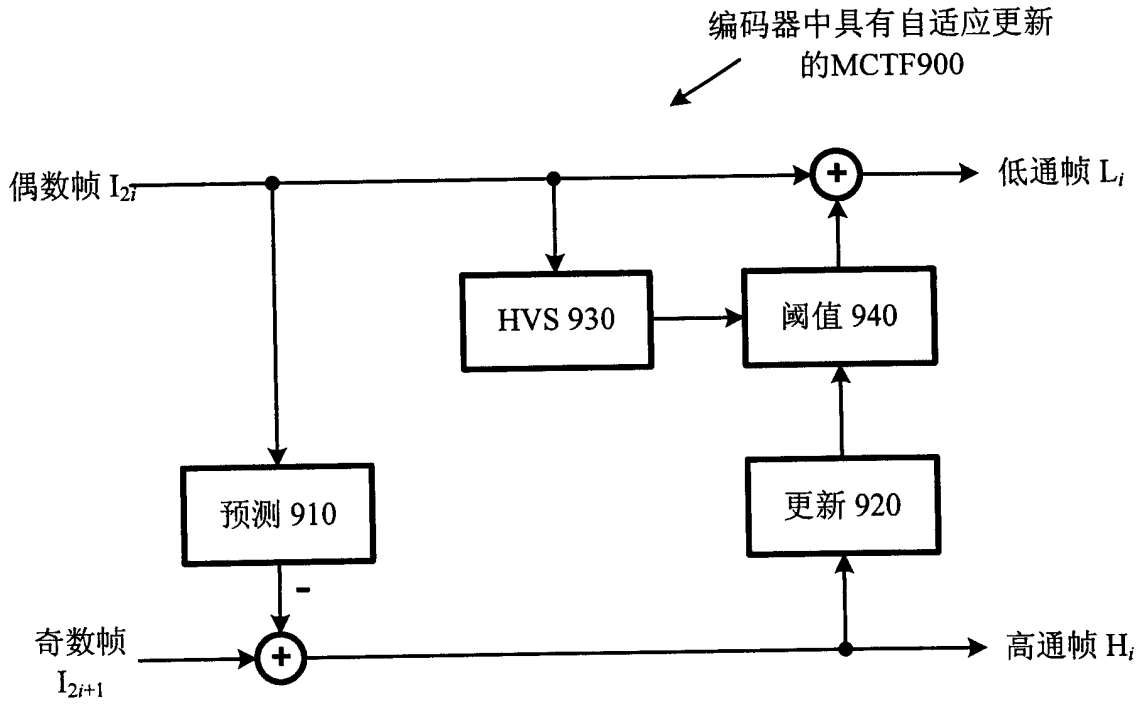 编码器中具有自适应更新
的MCTF900
偶数帧 I2i
低通帧 Li
HVS 930
阈值 940
预测 910
-
更新 920
奇数帧
I2i+1
高通帧 Hi